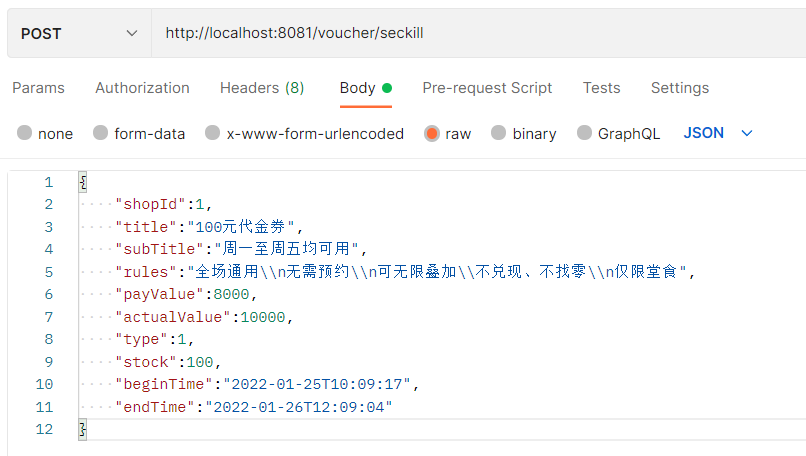 POST http://localhost:8081/voucher/seckill
Params Authorization Headers (8) Body Pre-request Script Tests Settings
none form-data x-www-form-urlencoded raw binary GraphQL JSON
1 {
2 "shopId":1,
3 "title":"100元代金券",
4 "subTitle":"周一至周五均可用",
5 "rules":"全场通用\\n无需预约\\n可无限叠加\\不兑现、不找零\\n仅限堂食",
6 "payValue":8000,
7 "actualValue":10000,
8 "type":1,
9 "stock":100,
10 "beginTime":"2022-01-25T10:09:17",
11 "endTime":"2022-01-26T12:09:04"
12 }